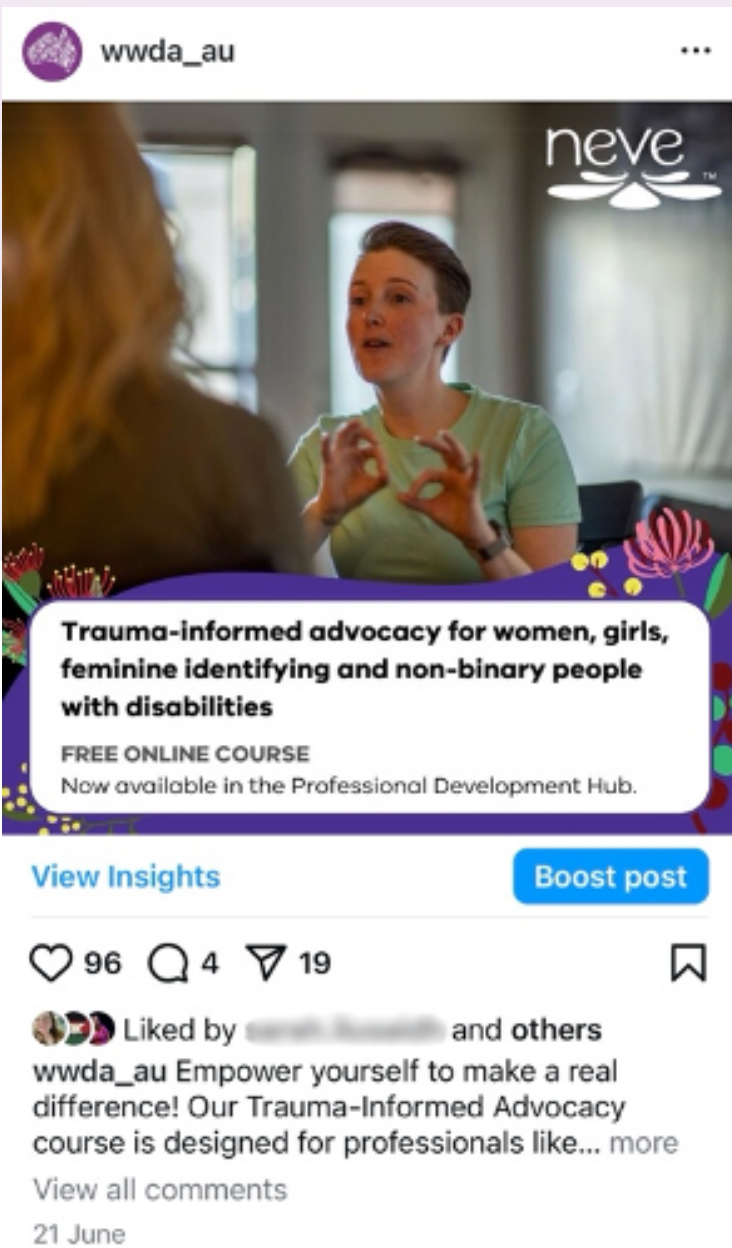 wwda_au
neve
TM
Trauma-informed advocacy for women, girls,
feminine identifying and non-binary people
with disabilities
FREE ONLINE COURSE
Now available in the Professional Development Hub.
View Insights
Boost post
96 4 19
Liked by and others
wwda_au Empower yourself to make a real
difference! Our Trauma-Informed Advocacy
course is designed for professionals like... more
View all comments
21 June